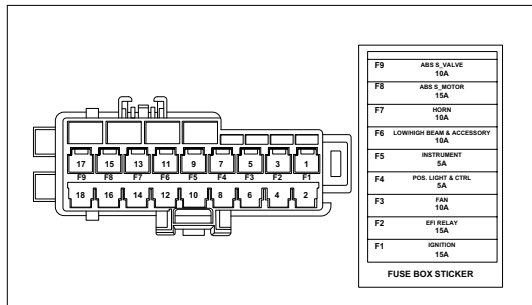 17 15 13 11 9 7 5 3 1
F9 F8 F7 F6 F5 F4 F3 F2 F1
18 16 14 12 10 8 6 4 2
F9 ABS S_VALVE
10A
F8 ABS S_MOTOR
15A
F7 HORN
10A
F6 LOW/HIGH BEAM & ACCESSORY
10A
F5 INSTRUMENT
5A
F4 POS. LIGHT & CTRL
5A
F3 FAN
10A
F2 EFI RELAY
15A
F1 IGNITION
15A
FUSE BOX STICKER